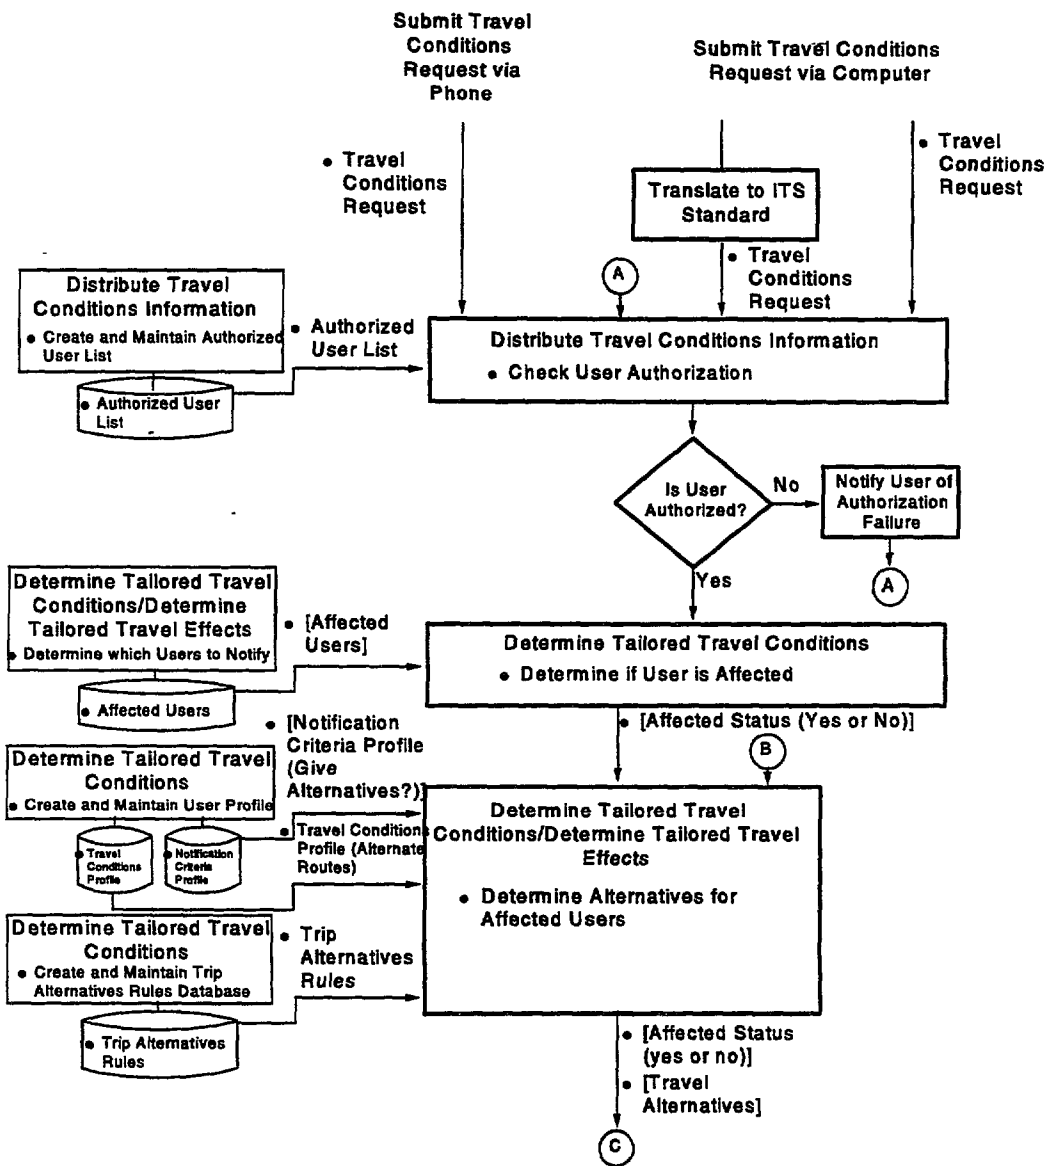 Submit Travel
Conditions
Request via
Phone
Submit Travel Conditions
Request via Computer
• Travel
Conditions
Request
Translate to ITS
Standard
• Travel
Conditions
Request
A
• Travel
Conditions
Request
Distribute Travel
Conditions Information
• Create and Maintain Authorized
User List
• Authorized User
List
• Authorized
User List
Distribute Travel Conditions Information
• Check User Authorization
Is User
Authorized?
No
Notify User of
Authorization
Failure
A
Yes
Determine Tailored Travel
Conditions/Determine
Tailored Travel Effects
• Determine which Users to Notify
• Affected Users
• [Affected
Users]
Determine Tailored Travel Conditions
• Determine if User is Affected
• [Affected Status (Yes or No)]
B
• [Notification
Criteria Profile
(Give
Alternatives?)]
Determine Tailored Travel
Conditions
• Create and Maintain User Profile
• Travel
Conditions
Profile
• Notification
Criteria
Profile
• Travel Conditions
Profile (Alternate
Routes)
Determine Tailored Travel
Conditions/Determine Tailored Travel
Effects
• Determine Alternatives for
Affected Users
Determine Tailored Travel
Conditions
• Create and Maintain Trip
Alternatives Rules Database
• Trip Alternatives
Rules
• Trip
Alternatives
Rules
• [Affected Status
(yes or no)]
• [Travel
Alternatives]
C